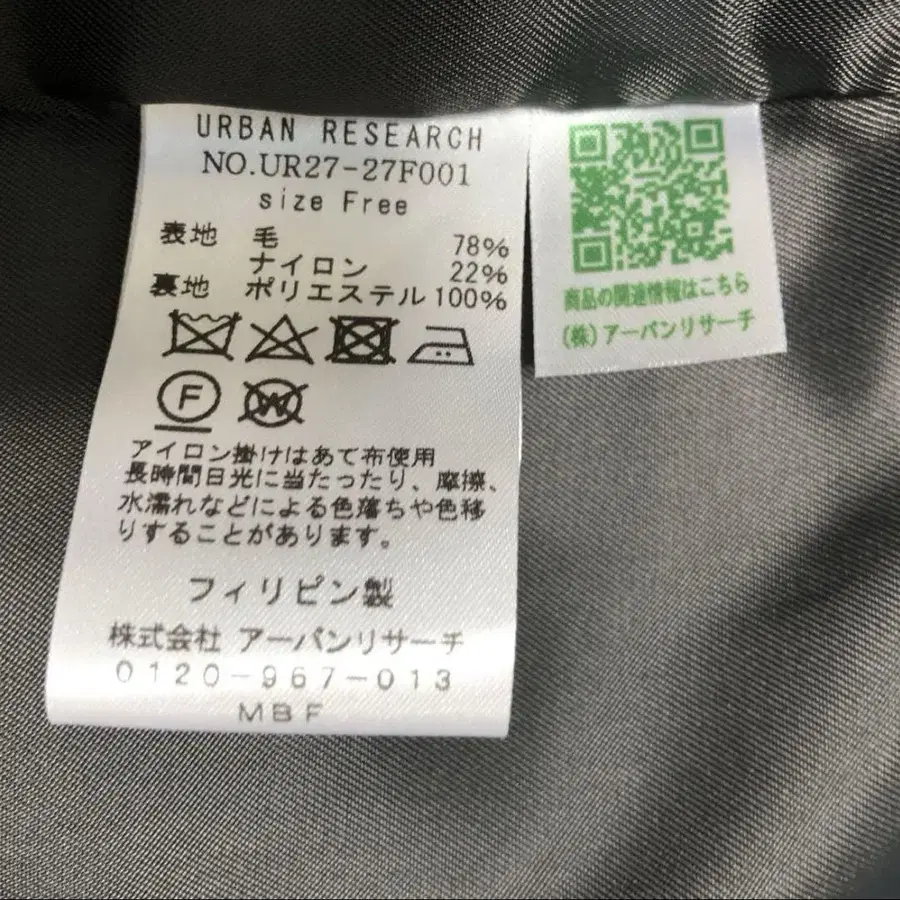 URBAN RESEARCH
NO.UR27-27F001
size Free
表地 毛 78%
ナイロン 22%
裏地 ポリエステル 100%
F
W
アイロン掛けはあて布使用
長時間日光に当たったり、摩擦、
水濡れなどによる色落ちや色移
りすることがあります。
フィリピン製
株式会社 アーバンリサーチ
0120-967-013
MBF
商品の関連情報はこちら
(株)アーバンリサーチ